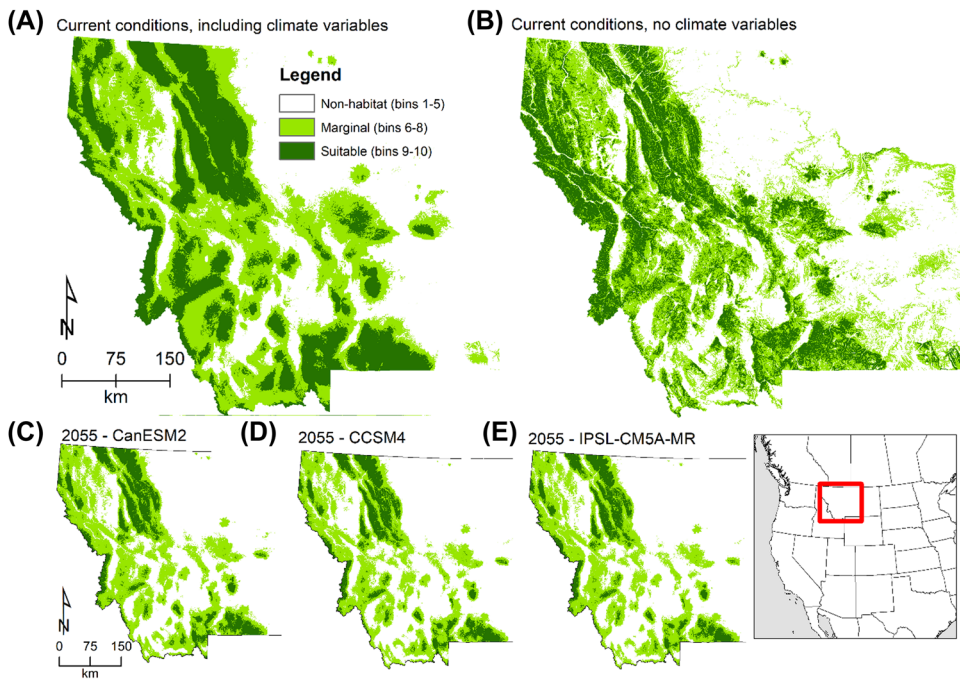 (A) Current conditions, including climate variables
Legend
Non-habitat (bins 1-5)
Marginal (bins 6-8)
Suitable (bins 9-10)
N
0 75 150
km
(B) Current conditions, no climate variables
(C) 2055 - CanESM2
N
0 75 150
km
(D) 2055 - CCSM4
(E) 2055 - IPSL-CM5A-MR